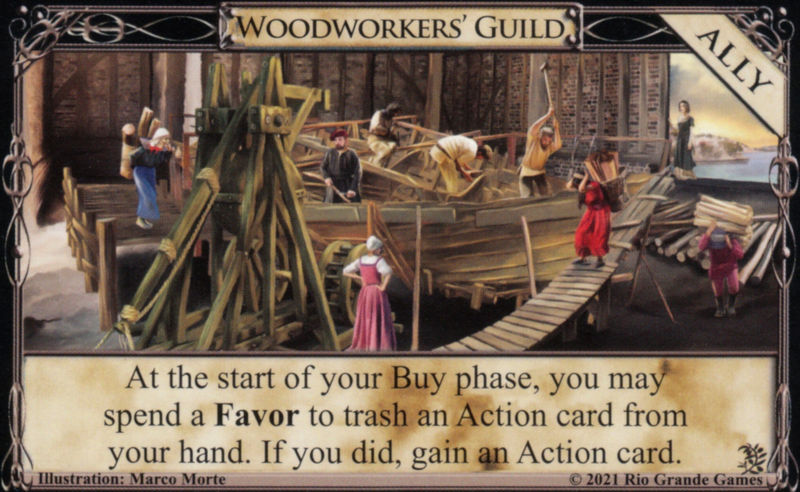 WOODWORKERS' GUILD
ALLY
At the start of your Buy phase, you may
spend a Favor to trash an Action card from
your hand. If you did, gain an Action card.
Illustration: Marco Morte
© 2021 Rio Grande Games